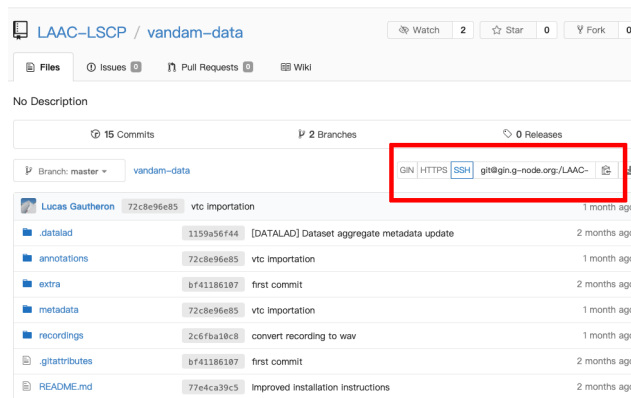 LAAC-LSCP / vandam-data
Watch 2 Star 0 Fork 0
Files Issues 0 Pull Requests 0 Wiki
No Description
15 Commits 2 Branches 0 Releases
Branch: master vandam-data GIN HTTPS SSH git@gin.g-node.org:/LAAC-
Lucas Gautheron 72c8e96e85 vtc importation 1 month ago
.datalad 1159a56f44 [DATALAD] Dataset aggregate metadata update 2 months ago
annotations 72c8e96e85 vtc importation 1 month ago
extra bf41186107 first commit 2 months ago
metadata 72c8e96e85 vtc importation 1 month ago
recordings 2c6fba10c8 convert recording to wav 1 month ago
.gitattributes bf41186107 first commit 2 months ago
README.md 77e4ca39c5 Improved installation instructions 2 months ago